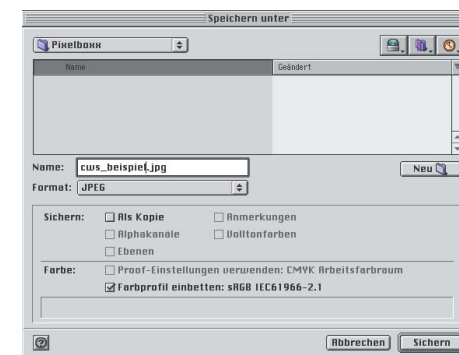 Speichern unter
Pixelboxx
Name Geändert
Name: cws_beispiel.jpg
Neu
Format: JPEG
Sichern: Als Kopie Anmerkungen
Alphakanäle Volltonfarben
Ebenen
Farbe: Proof-Einstellungen verwenden: CMYK Arbeitsfarbraum
Farbprofil einbetten: sRGB IEC61966-2.1
? Abbrechen Sichern